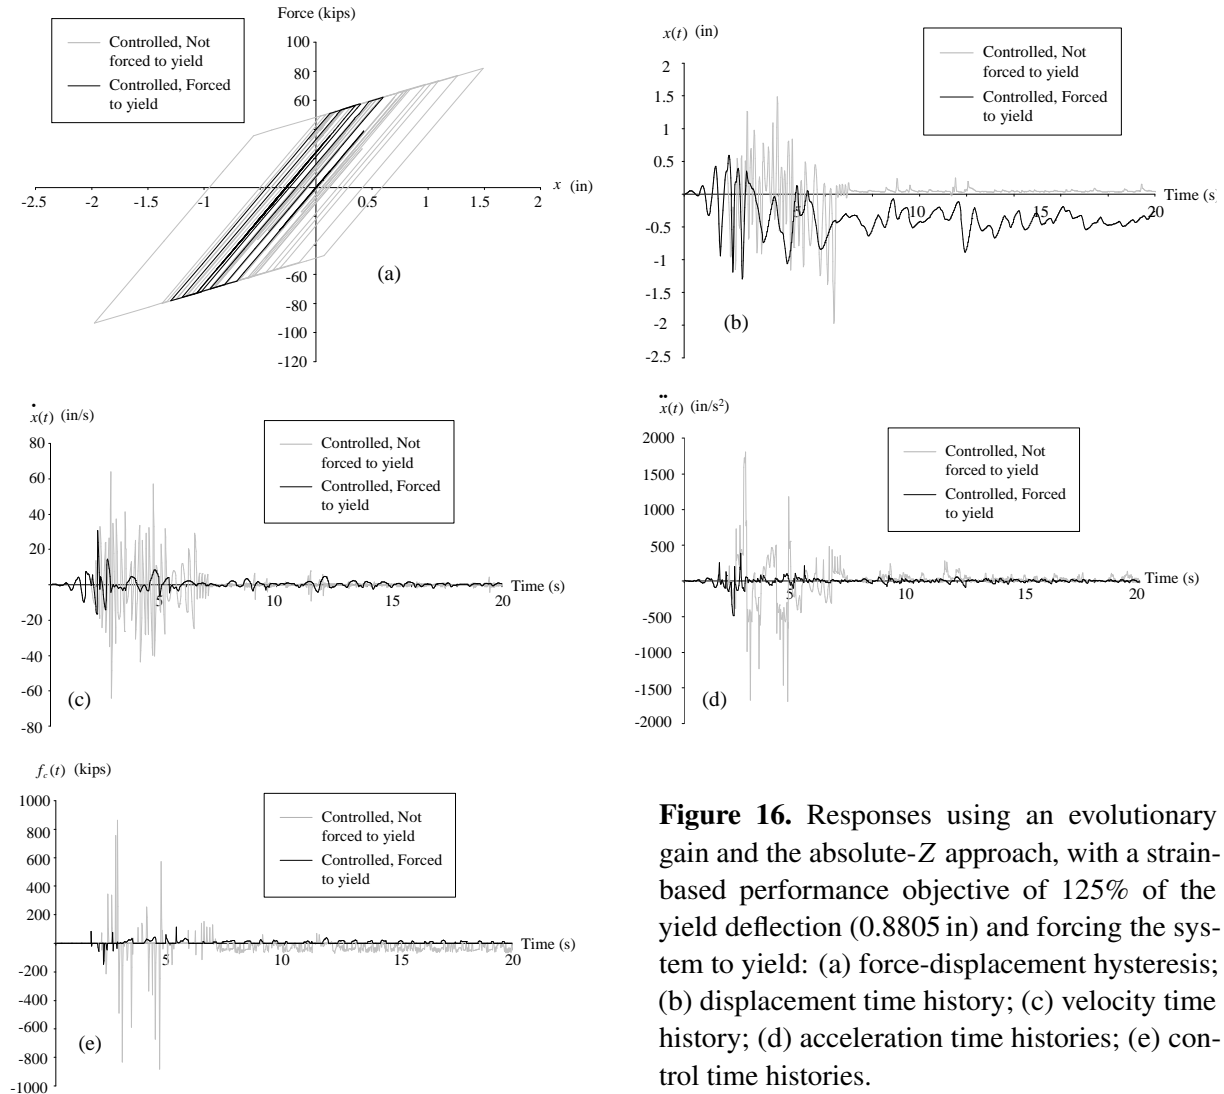 Force (kips)
Controlled, Not
forced to yield
Controlled, Forced
to yield
100
80
60
-2.5
-2
-1
0.5
1
1.5
2
x (in)
-60
-80
-100
-120
(a)
x(t) (in)
Controlled, Not
forced to yield
Controlled, Forced
to yield
2
1.5
1
0.5
0
-0.5
-1
-1.5
-2
-2.5
5
10
15
20
Time (s)
(b)
ẋ(t) (in/s)
Controlled, Not
forced to yield
Controlled, Forced
to yield
80
60
40
20
-20
-40
-60
-80
5
10
15
20
Time (s)
(c)
ẍ(t) (in/s²)
Controlled, Not
forced to yield
Controlled, Forced
to yield
2000
1500
1000
500
-500
-1000
-1500
-2000
5
10
15
20
Time (s)
(d)
f_c(t) (kips)
Controlled, Not
forced to yield
Controlled, Forced
to yield
1000
800
600
400
200
-200
-400
-600
-800
-1000
5
10
15
20
Time (s)
(e)
Figure 16. Responses using an evolutionary
gain and the absolute-Z approach, with a strain-
based performance objective of 125% of the
yield deflection (0.8805 in) and forcing the sys-
tem to yield: (a) force-displacement hysteresis;
(b) displacement time history; (c) velocity time
history; (d) acceleration time histories; (e) con-
trol time histories.